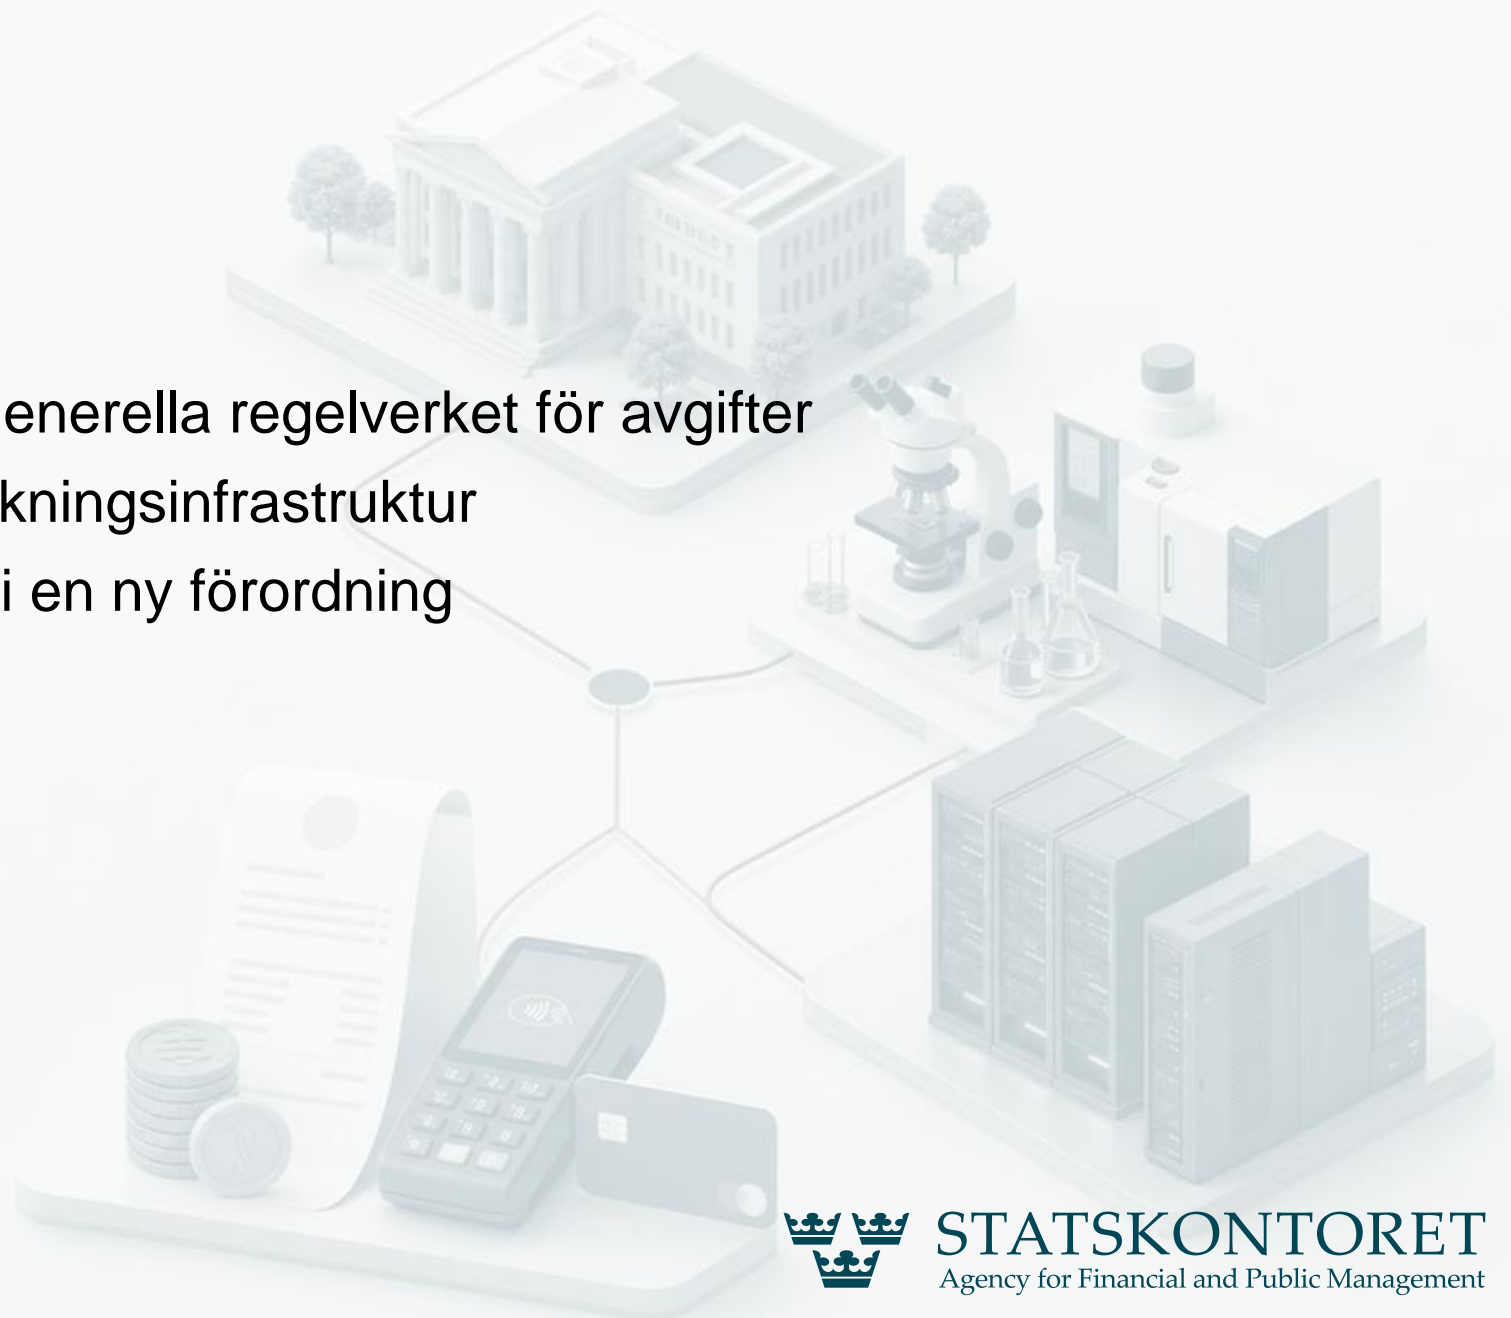 enerella regelverket för avgifter
kningsinfrastruktur
i en ny förordning
STATSKONTORET
Agency for Financial and Public Management